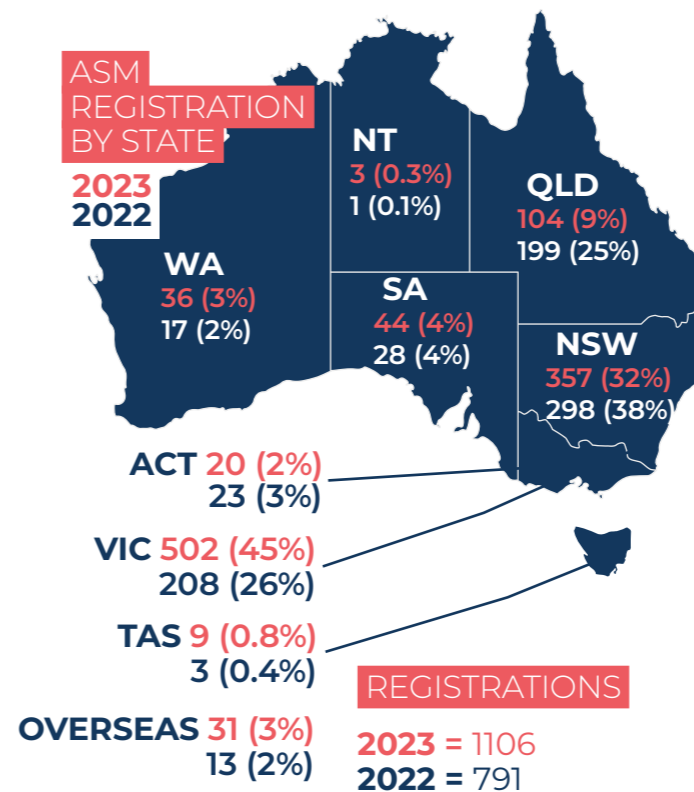 ASM
REGISTRATION
BY STATE
2023
2022
NT
3 (0.3%)
1 (0.1%)
QLD
104 (9%)
199 (25%)
WA
36 (3%)
17 (2%)
SA
44 (4%)
28 (4%)
NSW
357 (32%)
298 (38%)
ACT 20 (2%)
23 (3%)
VIC 502 (45%)
208 (26%)
TAS 9 (0.8%)
3 (0.4%)
OVERSEAS 31 (3%)
13 (2%)
REGISTRATIONS
2023 = 1106
2022 = 791